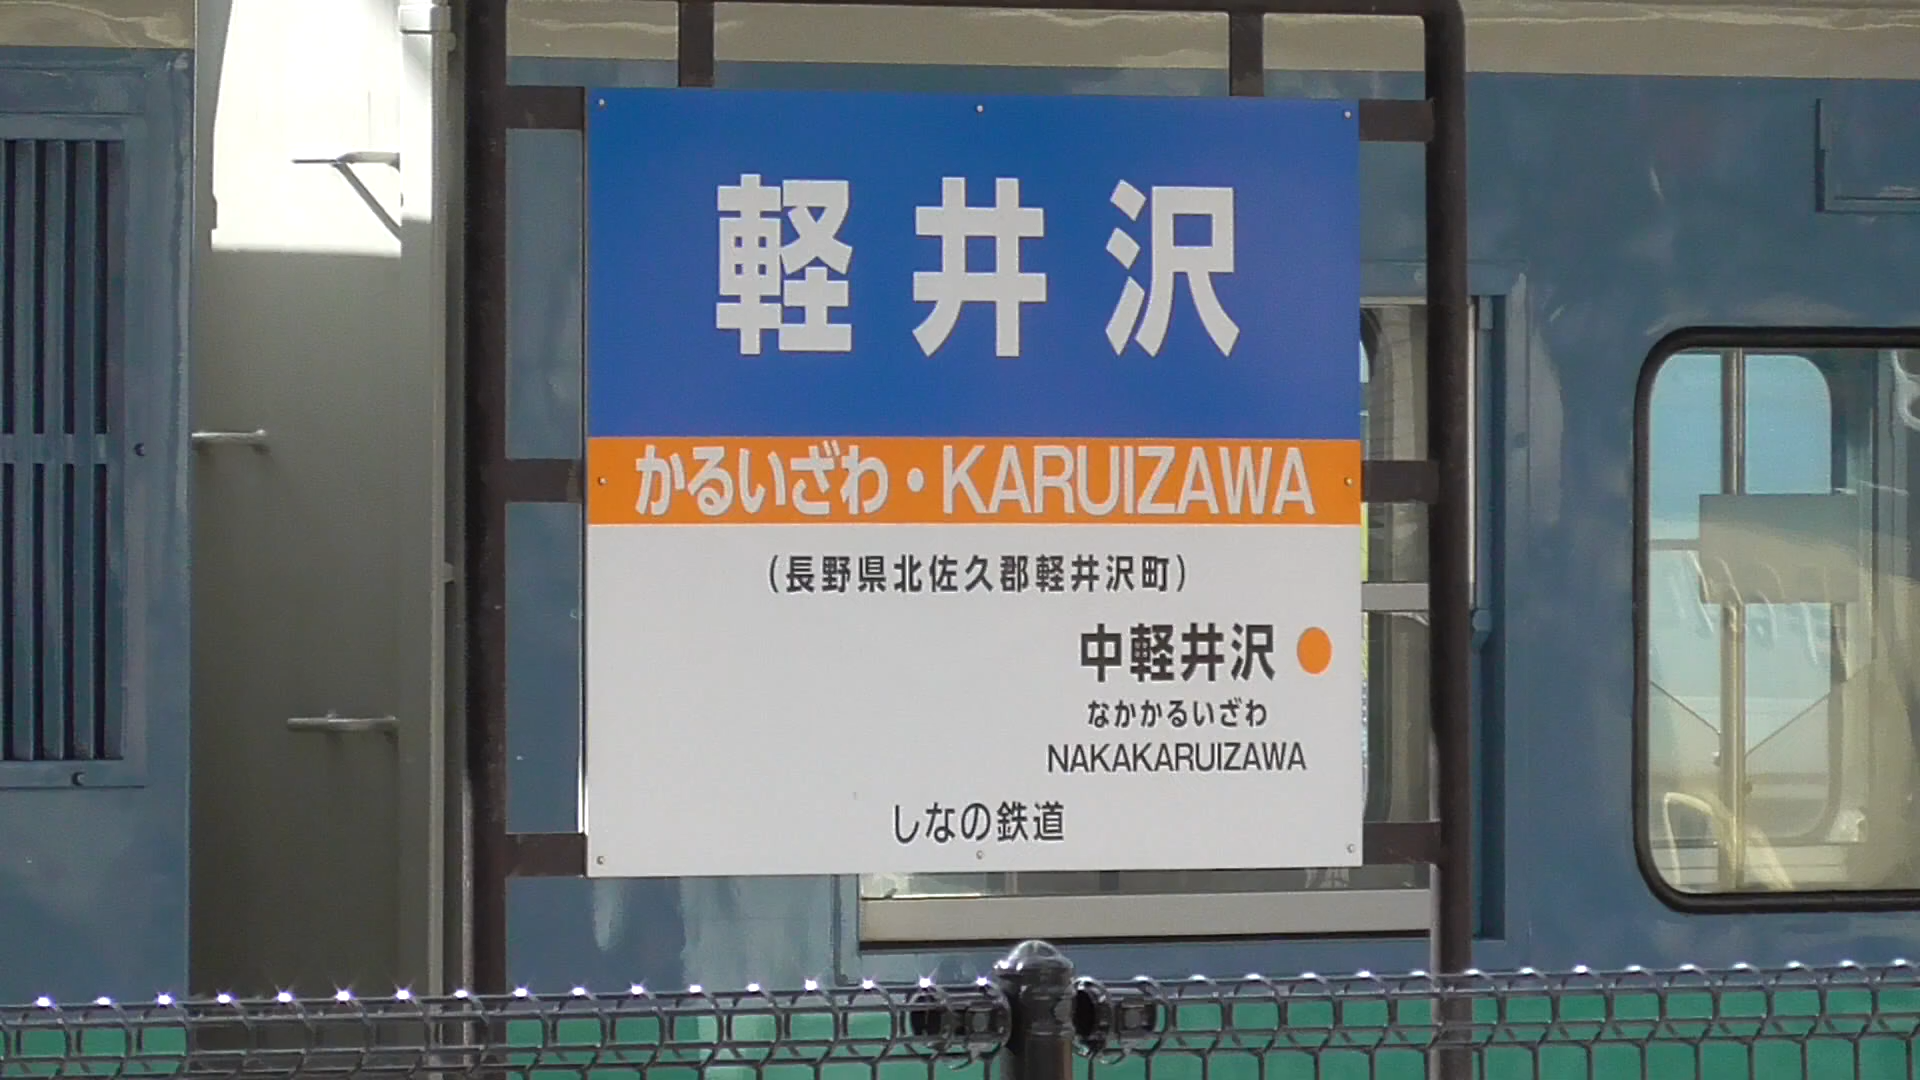 軽井沢
かるいざわ・KARUIZAWA
（長野県北佐久郡軽井沢町）
中軽井沢
なかかるいざわ
NAKAKARUIZAWA
しなの鉄道